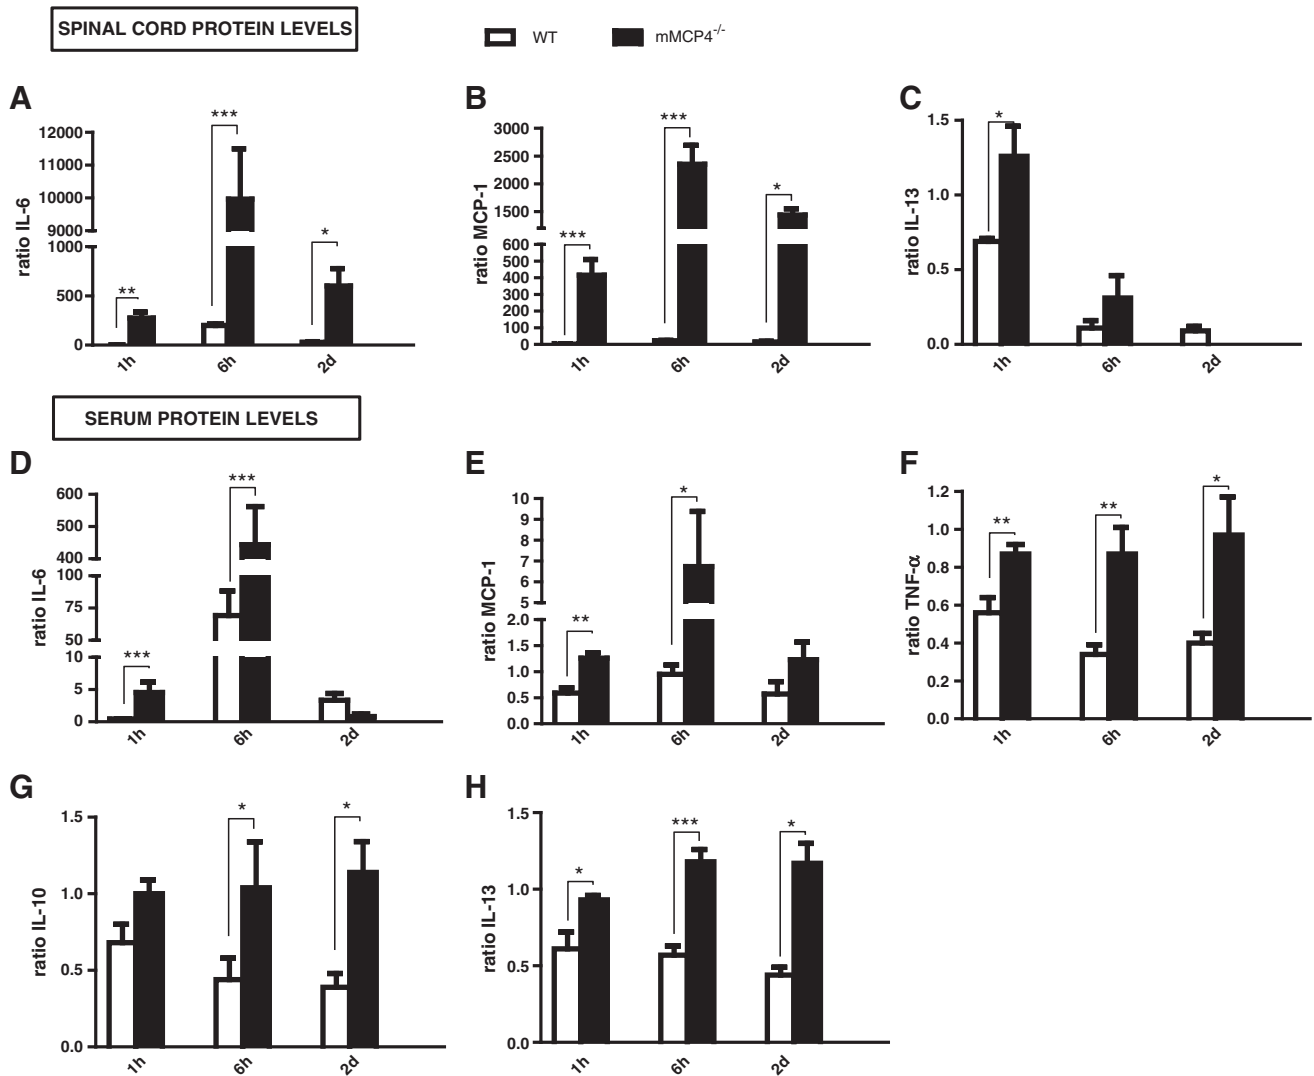 SPINAL CORD PROTEIN LEVELS
WT
mMCP4-/-
A
***
**
*
12000
11000
10000
9000
1000
500
0
ratio IL-6
1h
6h
2d
B
***
***
*
3000
2500
2000
1500
600
500
400
300
200
100
0
ratio MCP-1
1h
6h
2d
C
*
1.5
1.0
0.5
0.0
ratio IL-13
1h
6h
2d
SERUM PROTEIN LEVELS
D
***
***
600
500
400
100
75
50
10
5
0
ratio IL-6
1h
6h
2d
E
*
**
10
9
8
7
6
5
2.0
1.5
1.0
0.5
0.0
ratio MCP-1
1h
6h
2d
F
**
**
*
1.2
1.0
0.8
0.6
0.4
0.2
0.0
ratio TNF-α
1h
6h
2d
G
*
*
1.5
1.0
0.5
0.0
ratio IL-10
1h
6h
2d
H
*
***
*
1.5
1.0
0.5
0.0
ratio IL-13
1h
6h
2d